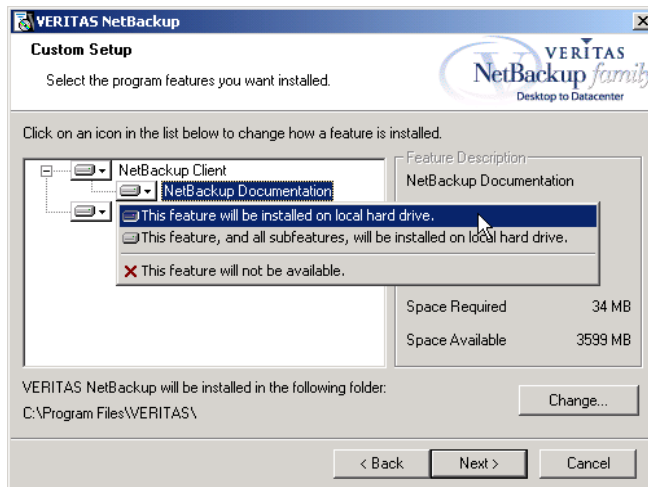 VERITAS NetBackup
Custom Setup
Select the program features you want installed.
VERITAS
NetBackup family
Desktop to Datacenter
Click on an icon in the list below to change how a feature is installed.
NetBackup Client
NetBackup Documentation
This feature will be installed on local hard drive.
This feature, and all subfeatures, will be installed on local hard drive.
This feature will not be available.
Feature Description
NetBackup Documentation
Space Required 34 MB
Space Available 3599 MB
VERITAS NetBackup will be installed in the following folder:
C:\Program Files\VERITAS\
Change...
< Back Next > Cancel